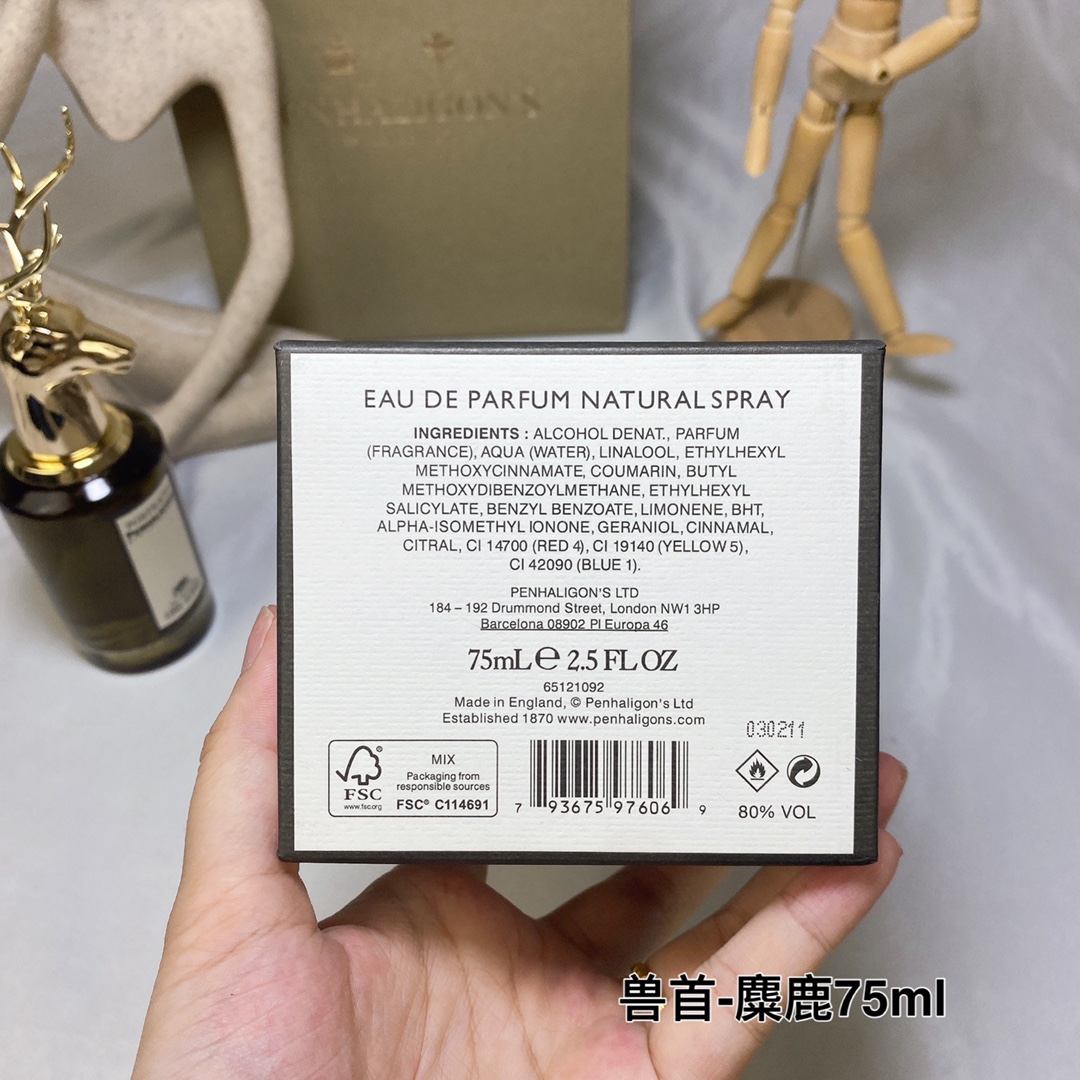 PENHALIGON'S
EAU DE PARFUM NATURAL SPRAY
INGREDIENTS : ALCOHOL DENAT., PARFUM
(FRAGRANCE), AQUA (WATER), LINALOOL, ETHYLHEXYL
METHOXYCINNAMATE, COUMARIN, BUTYL
METHOXYDIBENZOYLMETHANE, ETHYLHEXYL
SALICYLATE, BENZYL BENZOATE, LIMONENE, BHT,
ALPHA-ISOMETHYL IONONE, GERANIOL, CINNAMAL,
CITRAL, CI 14700 (RED 4), CI 19140 (YELLOW 5),
CI 42090 (BLUE 1).
PENHALIGON'S LTD
184 – 192 Drummond Street, London NW1 3HP
Barcelona 08902 Pl Europa 46
75mL e 2.5 FL OZ
65121092
Made in England, © Penhaligon's Ltd
Established 1870 www.penhaligons.com
030211
FSC
www.fsc.org
MIX
Packaging from
responsible sources
FSC® C114691
7 93675 97606 9
80% VOL
兽首-麋鹿75ml